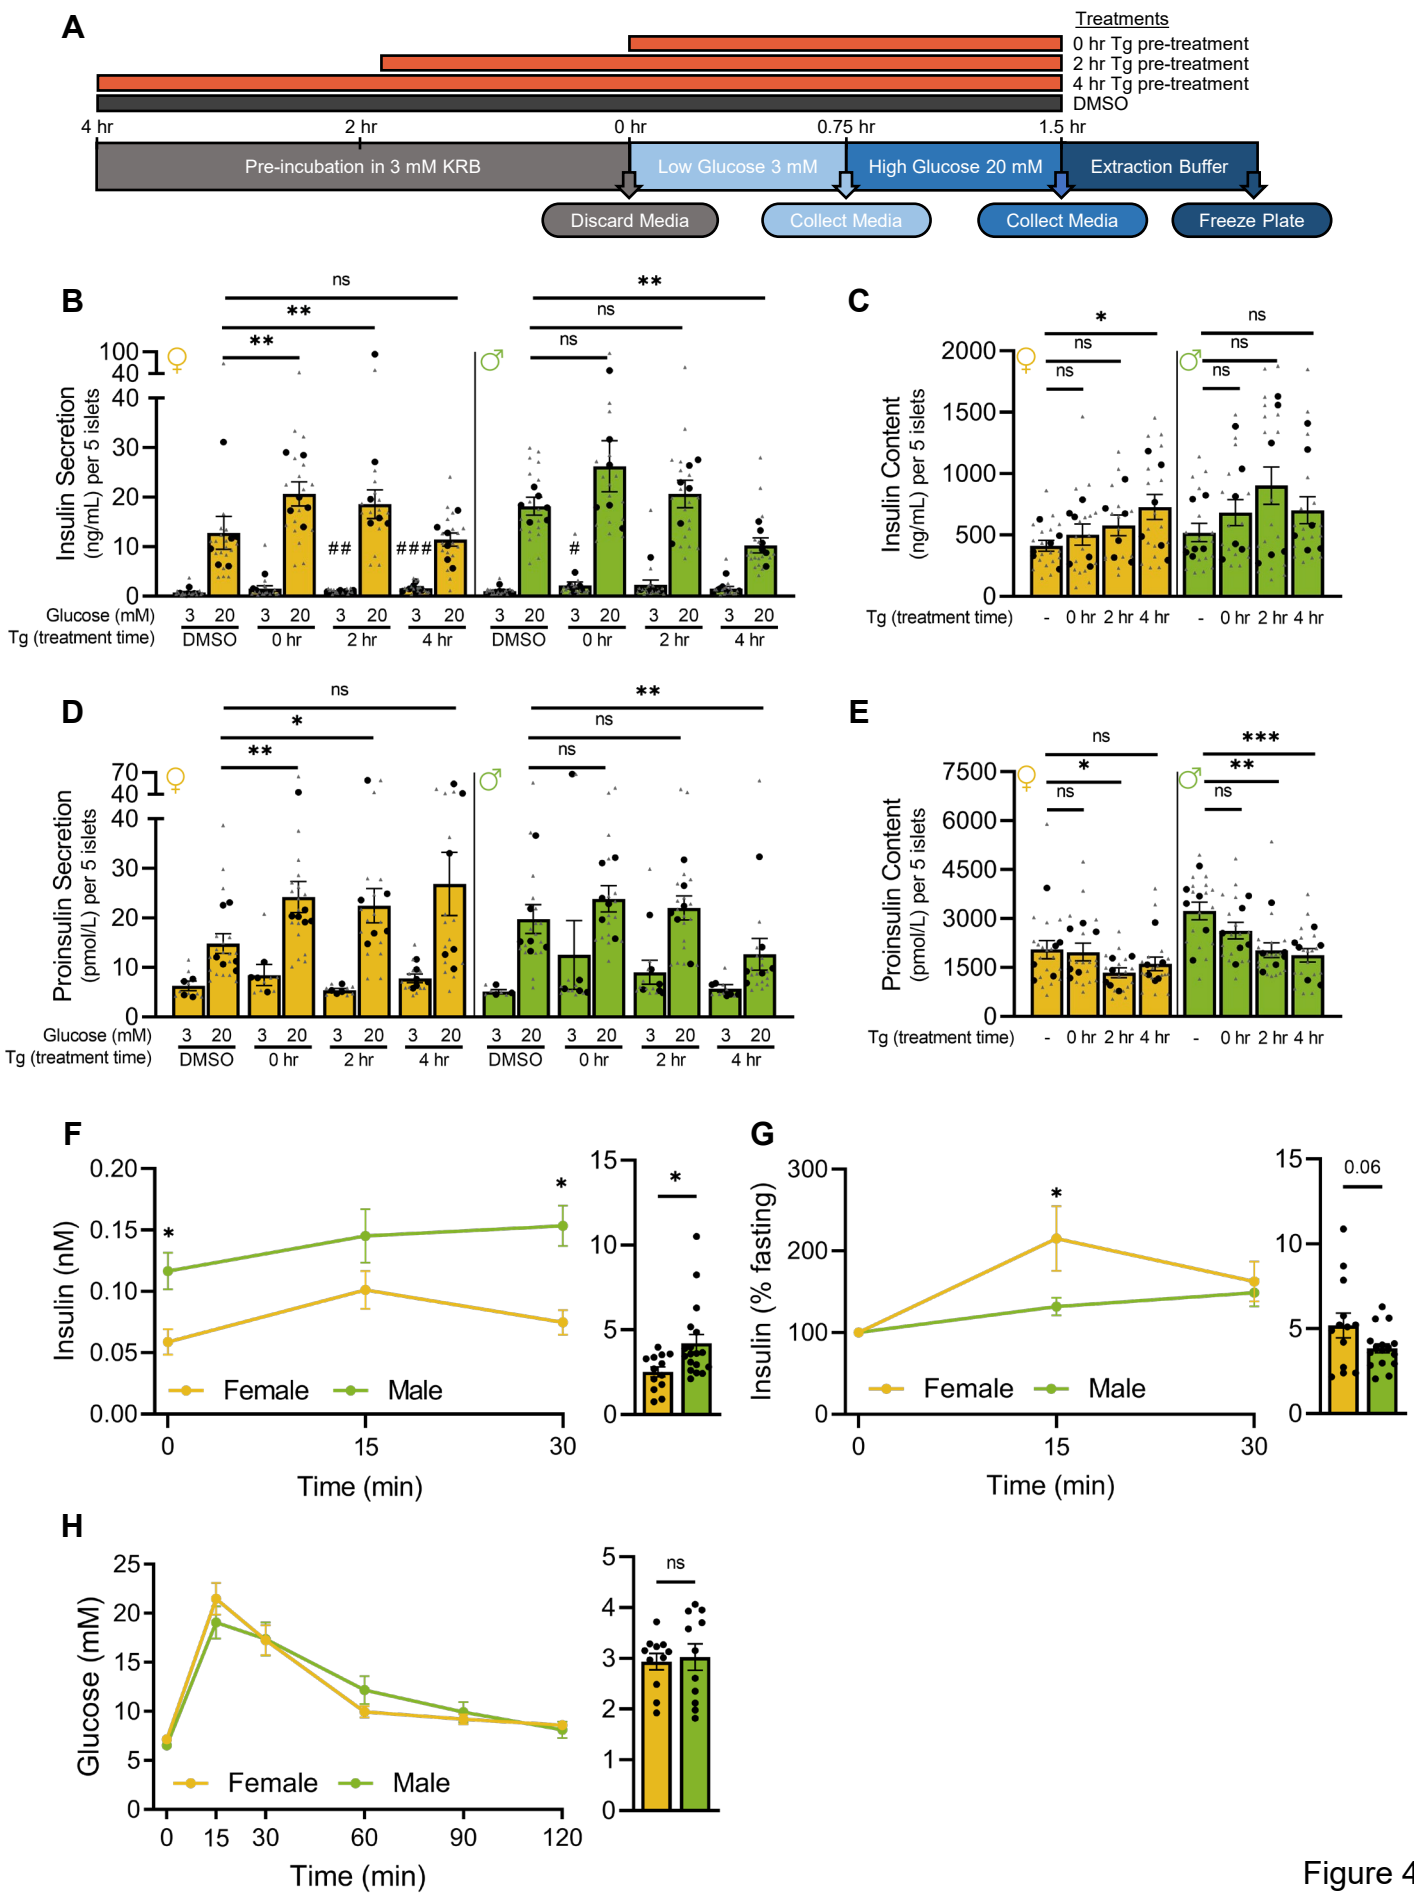 A
Treatments
0 hr Tg pre-treatment
2 hr Tg pre-treatment
4 hr Tg pre-treatment
DMSO
4 hr 2 hr 0 hr 0.75 hr 1.5 hr
Pre-incubation in 3 mM KRB Low Glucose 3 mM High Glucose 20 mM Extraction Buffer
Discard Media Collect Media Collect Media Freeze Plate
B
ns ** ** ** ns ns
♀ ♂
Insulin Secretion
(ng/mL) per 5 islets
100
40
40
30
20
10
0
## ### #
Glucose (mM) 3 20 3 20 3 20 3 20 3 20 3 20 3 20 3 20
Tg (treatment time) DMSO 0 hr 2 hr 4 hr DMSO 0 hr 2 hr 4 hr
C
* ns ns ns ns ns
♀ ♂
Insulin Content
(ng/mL) per 5 islets
2000
1500
1000
500
0
Tg (treatment time) - 0 hr 2 hr 4 hr - 0 hr 2 hr 4 hr
D
ns * ** ** ns ns
♀ ♂
Proinsulin Secretion
(pmol/L) per 5 islets
70
40
40
30
20
10
0
Glucose (mM) 3 20 3 20 3 20 3 20 3 20 3 20 3 20 3 20
Tg (treatment time) DMSO 0 hr 2 hr 4 hr DMSO 0 hr 2 hr 4 hr
E
ns * ns *** ** ns
♀ ♂
Proinsulin Content
(pmol/L) per 5 islets
7500
6000
4500
3000
1500
0
Tg (treatment time) - 0 hr 2 hr 4 hr - 0 hr 2 hr 4 hr
F
Insulin (nM)
0.20
0.15
0.10
0.05
0.00
* *
Female Male
0 15 30
Time (min)
15
10
5
0
*
G
Insulin (% fasting)
300
200
100
0
*
Female Male
0 15 30
Time (min)
15
10
5
0
0.06
H
Glucose (mM)
25
20
15
10
5
0
Female Male
0 15 30 60 90 120
Time (min)
5
4
3
2
1
0
ns
Figure 4